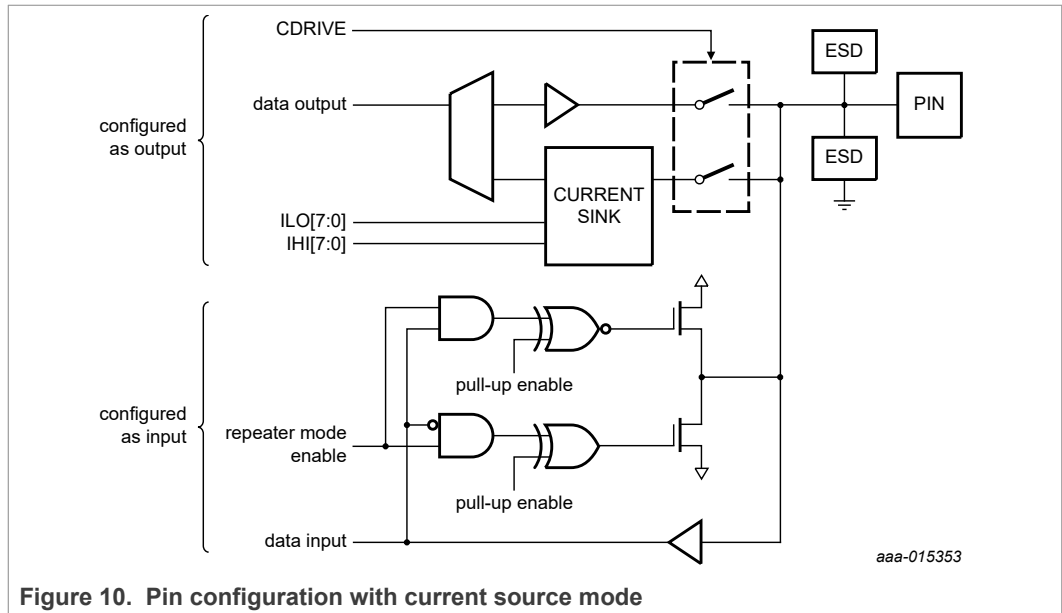 CDRIVE
ESD
data output
PIN
configured
as output
ESD
CURRENT
SINK
ILO[7:0]
IHI[7:0]
pull-up enable
configured
as input
repeater mode
enable
pull-up enable
data input
aaa-015353
Figure 10. Pin configuration with current source mode